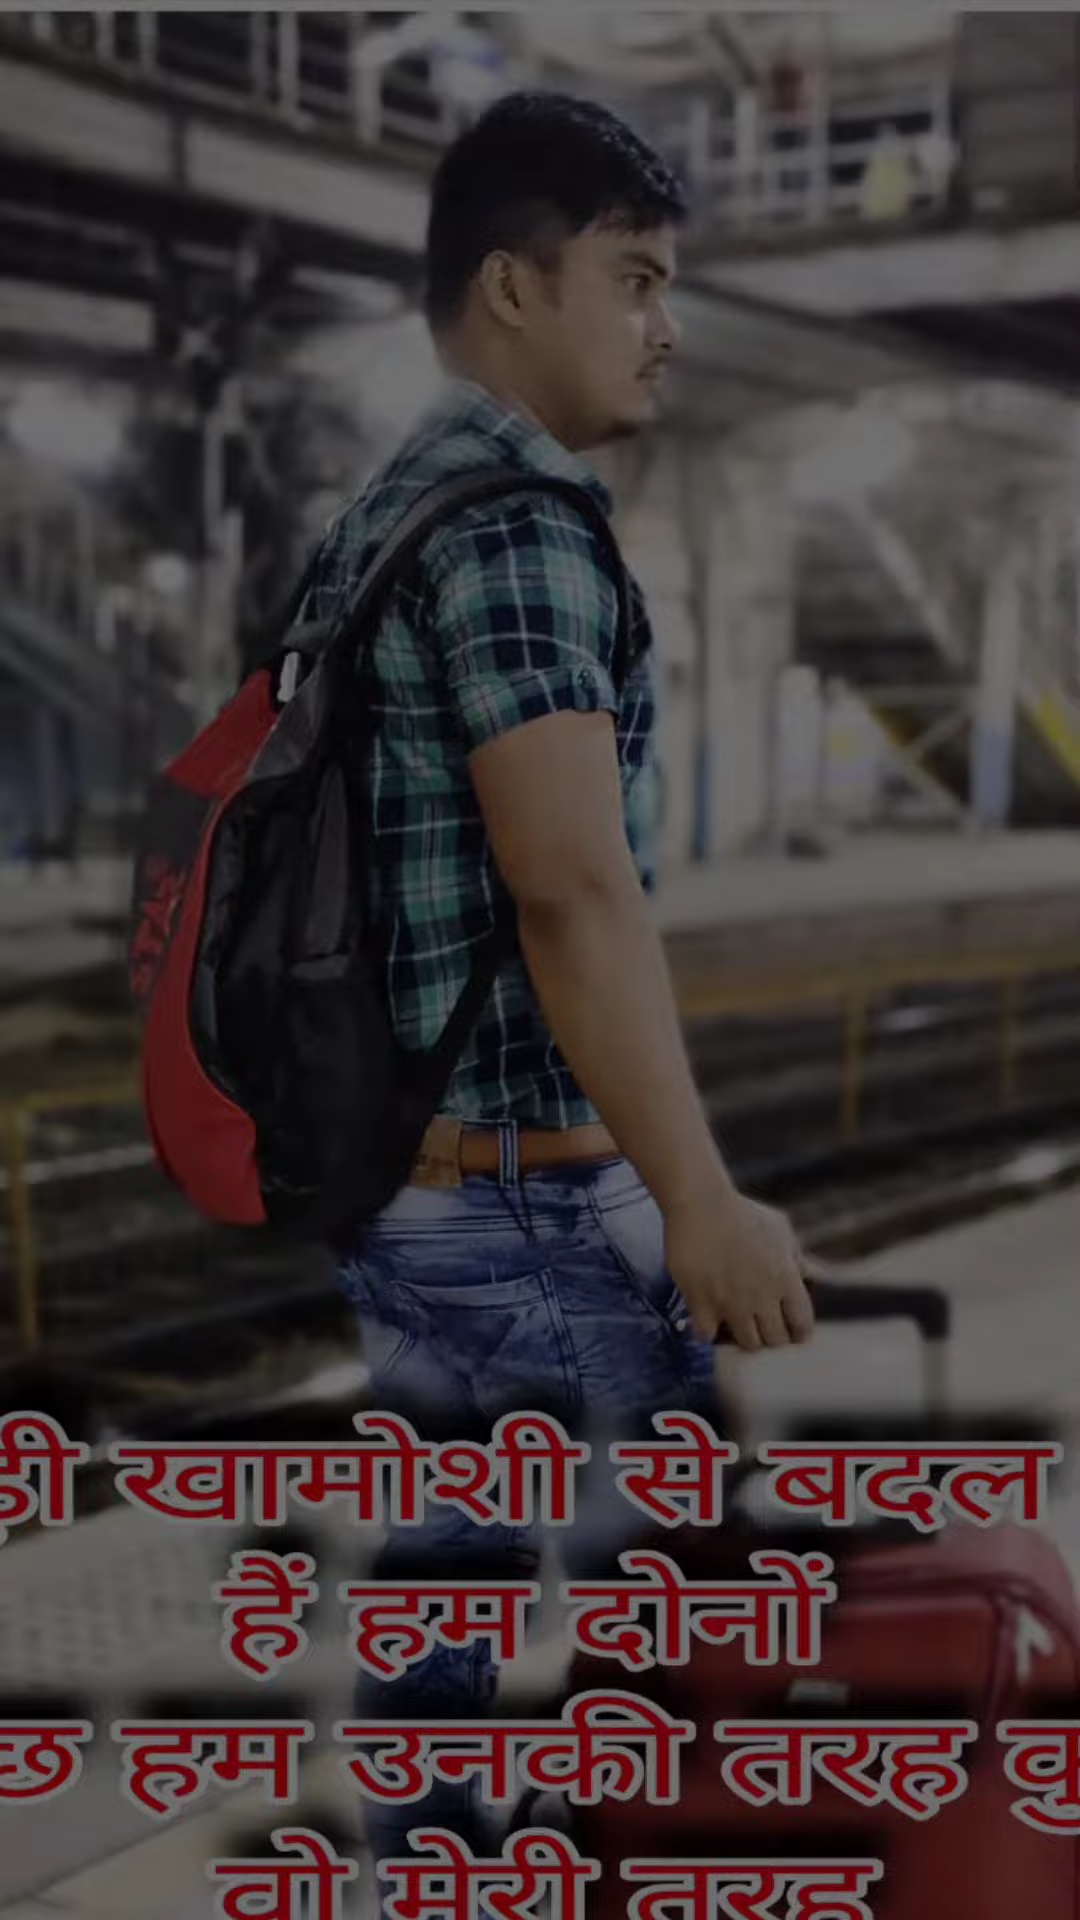 खामोशी से बदल
हैं हम दोनों
हम उनकी तरह
वो मेरी तरह